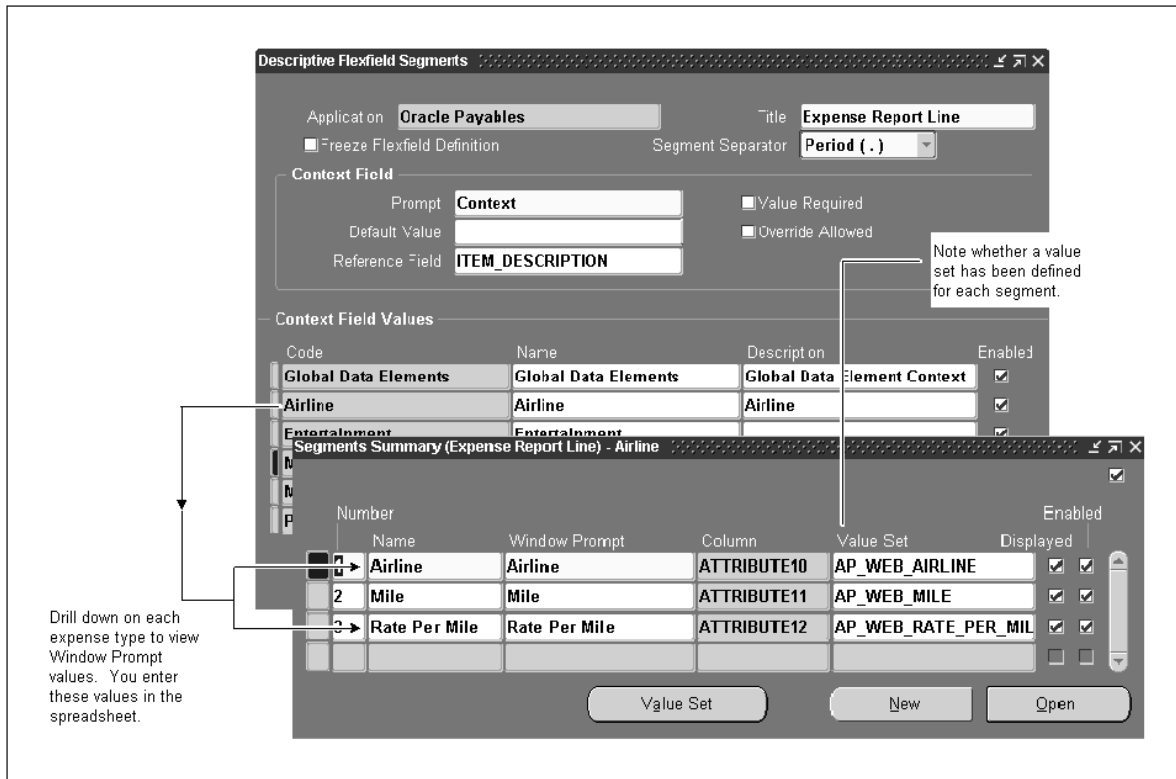 Descriptive Flexfield Segments
Application Oracle Payables Title Expense Report Line
Freeze Flexfield Definition Segment Separator Period ( . )
Context Field
Prompt Context Value Required
Default Value Override Allowed
Reference Field ITEM_DESCRIPTION
Note whether a value
set has been defined
for each segment.
Context Field Values
Code Name Description Enabled
Global Data Elements Global Data Elements Global Data Element Context
Airline Airline Airline
Entertainment Entertainment
M
M
P
Segments Summary (Expense Report Line) - Airline
Number Enabled
Name Window Prompt Column Value Set Displayed
1 Airline Airline ATTRIBUTE10 AP_WEB_AIRLINE
2 Mile Mile ATTRIBUTE11 AP_WEB_MILE
3 Rate Per Mile Rate Per Mile ATTRIBUTE12 AP_WEB_RATE_PER_MIL
Value Set New Open
Drill down on each
expense type to view
Window Prompt
values. You enter
these values in the
spreadsheet.